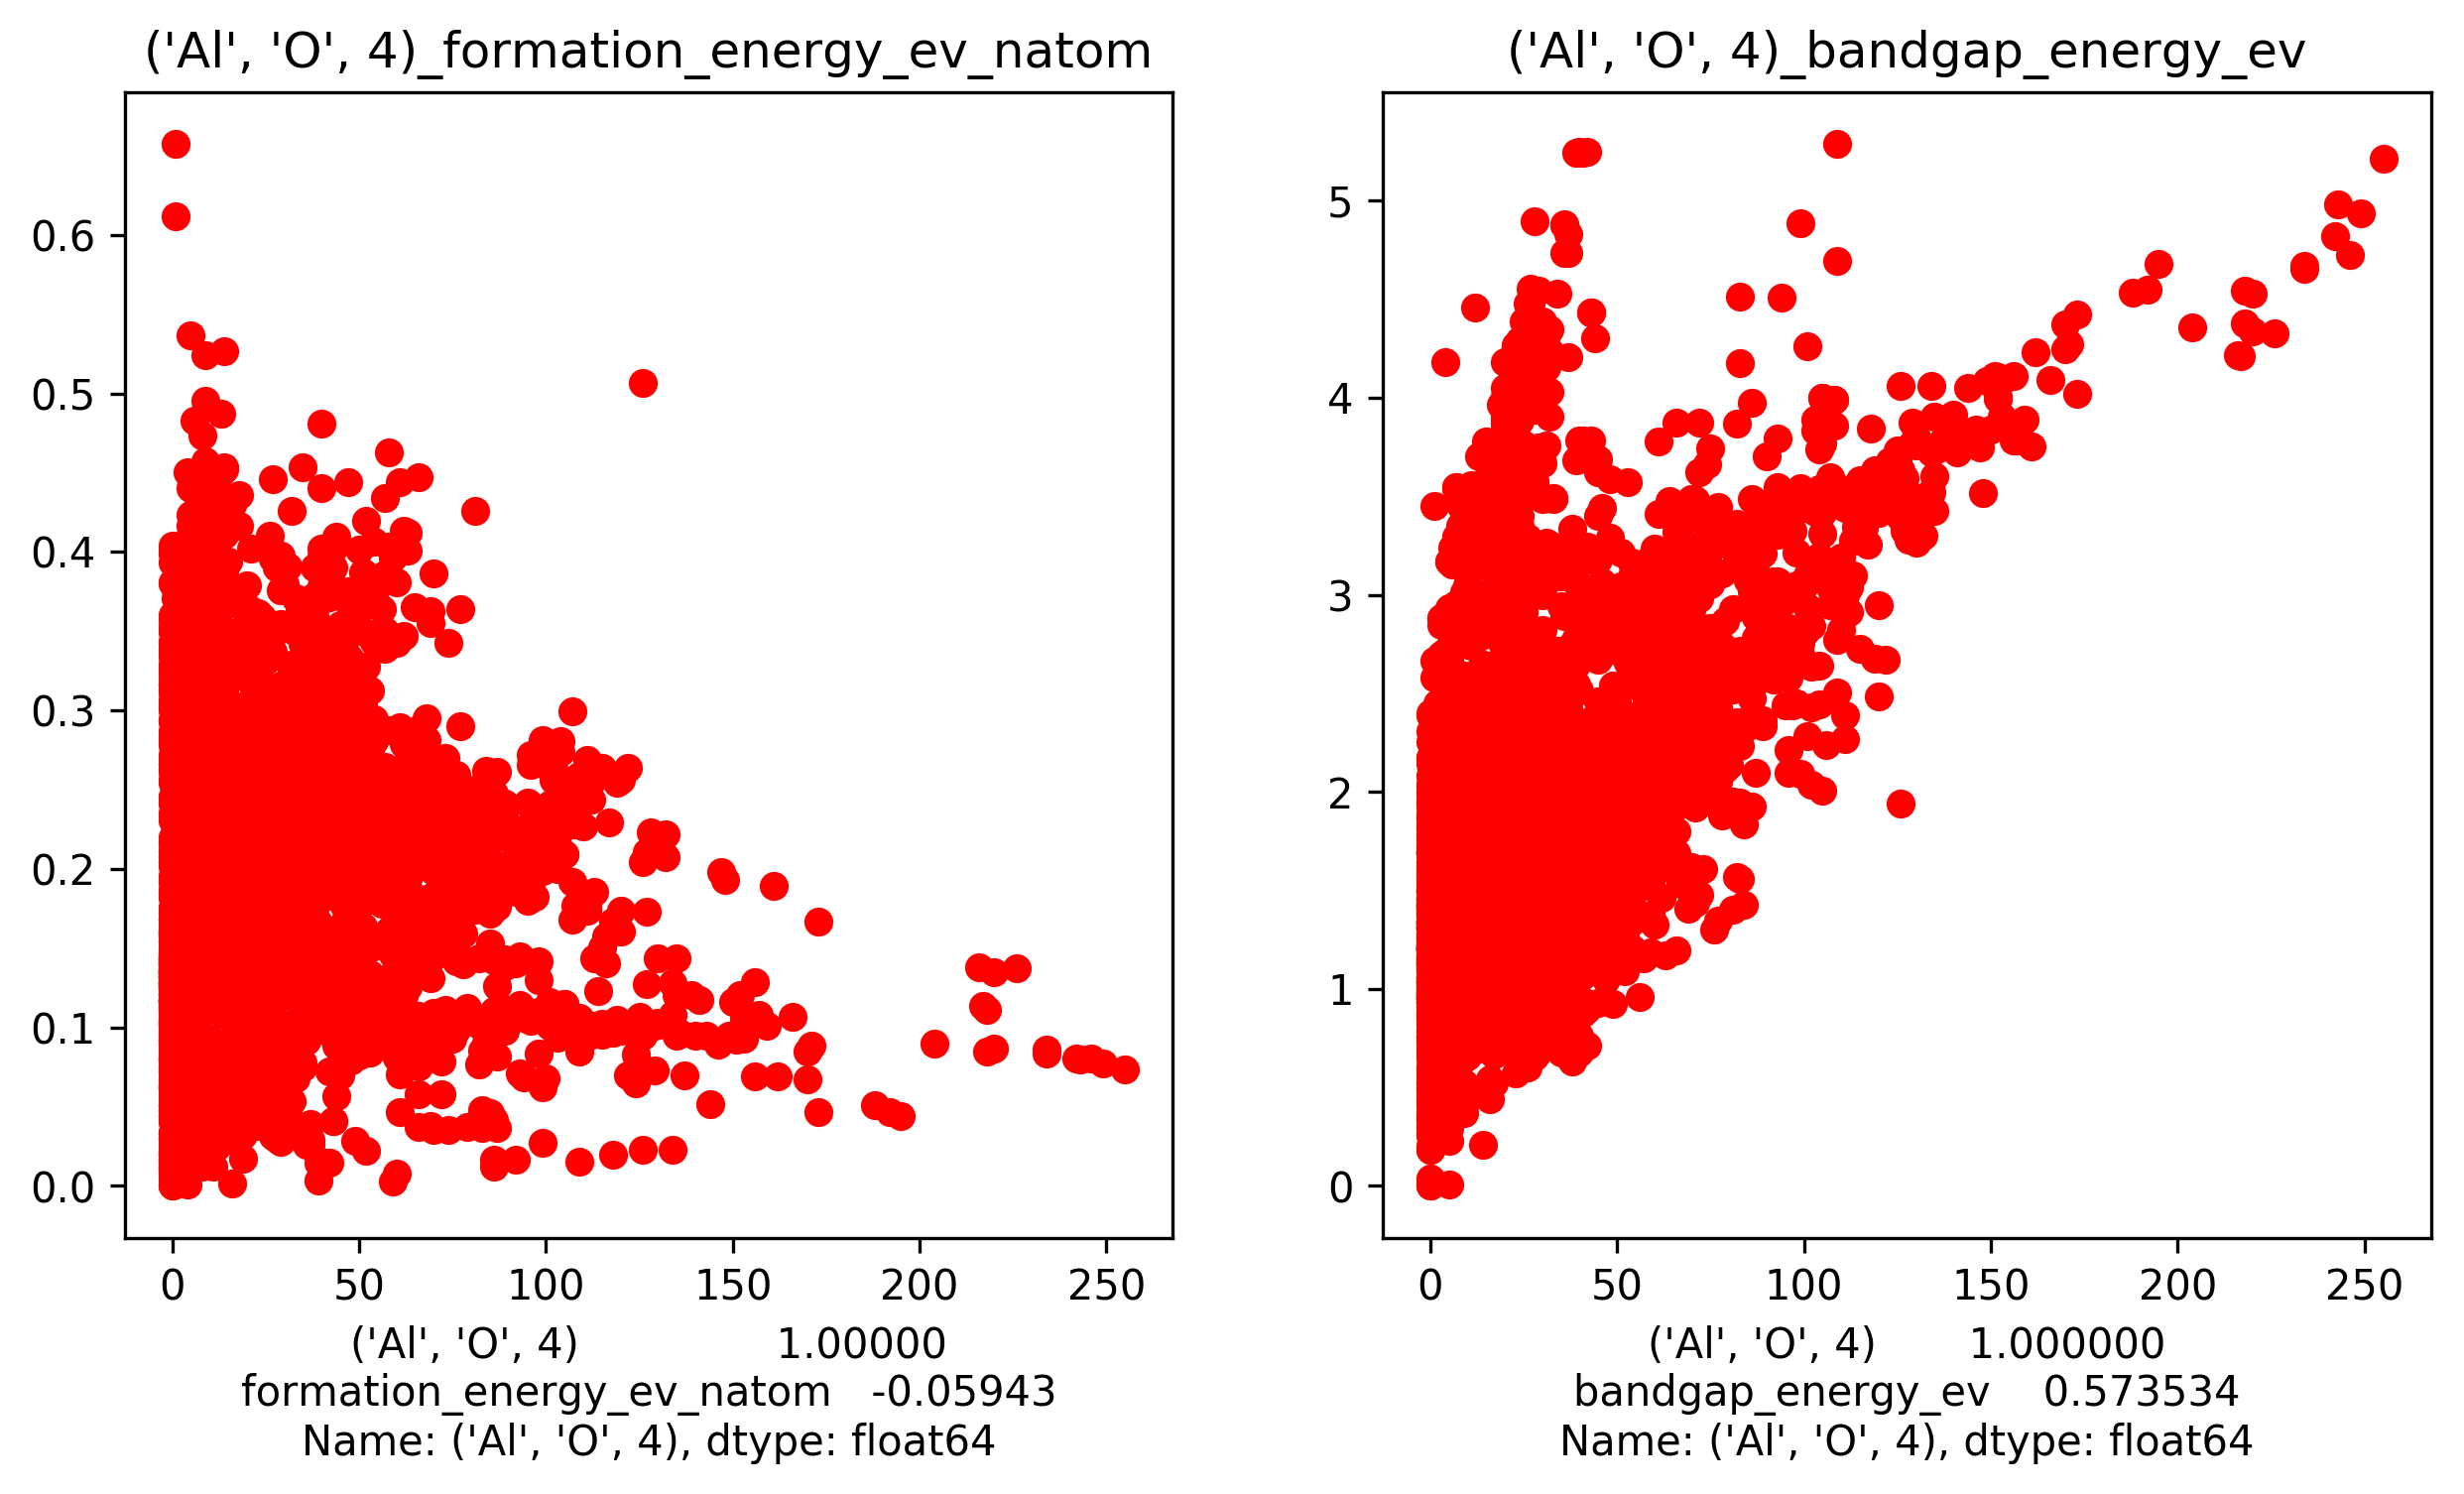 ('Al', 'O', 4)_formation_energy_ev_natom
0.6
0.5
0.4
0.3
0.2
0.1
0.0
0 50 100 150 200 250
('Al', 'O', 4) 1.00000
formation_energy_ev_natom -0.05943
Name: ('Al', 'O', 4), dtype: float64
('Al', 'O', 4)_bandgap_energy_ev
5
4
3
2
1
0
0 50 100 150 200 250
('Al', 'O', 4) 1.000000
bandgap_energy_ev 0.573534
Name: ('Al', 'O', 4), dtype: float64